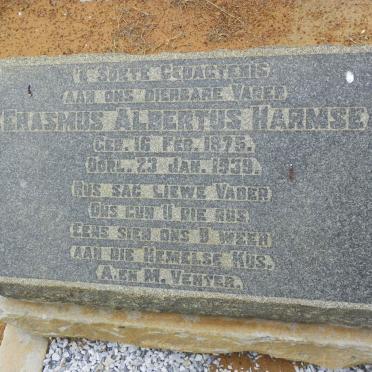 'N SOETE GEDAGTENIS
AAN ONS DIERBARE VADER
ERASMUS ALBERTUS HARMSE
GEB. 16 FEB. 1875.
OORL. 23 JAN. 1939.
RUS SAG LIEWE VADER
ONS GUN U DIE RUS,
EENS SIEN ONS U WEER
AAN DIE HEMELSE KUS.
A. EN M. VENTER.